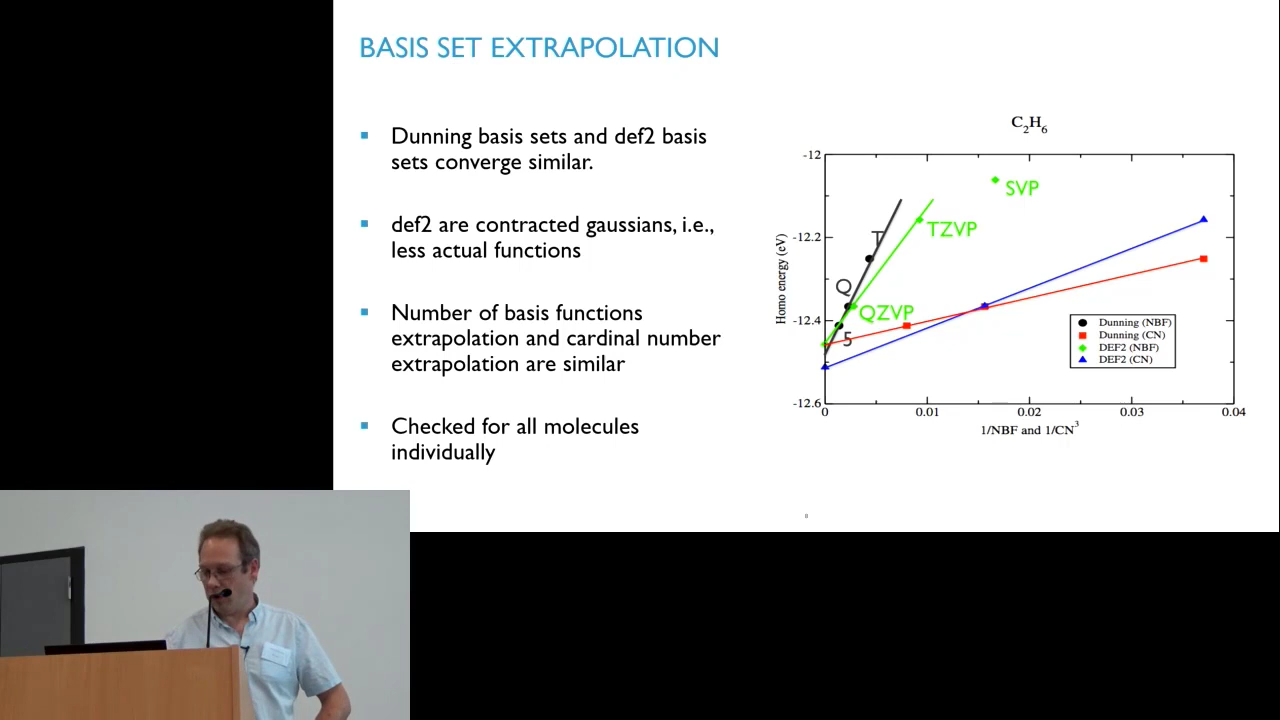 BASIS SET EXTRAPOLATION
Dunning basis sets and def2 basis
sets converge similar.
def2 are contracted gaussians, i.e.,
less actual functions
Number of basis functions
extrapolation and cardinal number
extrapolation are similar
Checked for all molecules
individually
C2H6
-12
-12.2
-12.4
-12.6
Homo energy (eV)
SVP
TZVP
T
Q
QZVP
5
Dunning (NBF)
Dunning (CN)
DEF2 (NBF)
DEF2 (CN)
0
0.01
0.02
0.03
0.04
1/NBF and 1/CN³